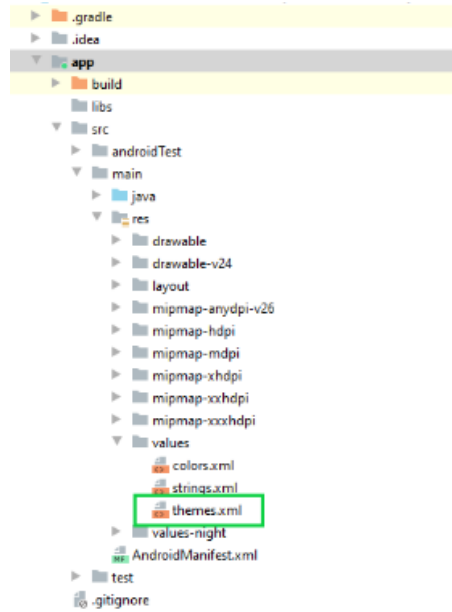 .gradle
.idea
app
build
libs
src
androidTest
main
java
res
drawable
drawable-v24
layout
mipmap-anydpi-v26
mipmap-hdpi
mipmap-mdpi
mipmap-xhdpi
mipmap-xxhdpi
mipmap-xxxhdpi
values
colors.xml
strings.xml
themes.xml
values-night
MF AndroidManifest.xml
test
.gitignore